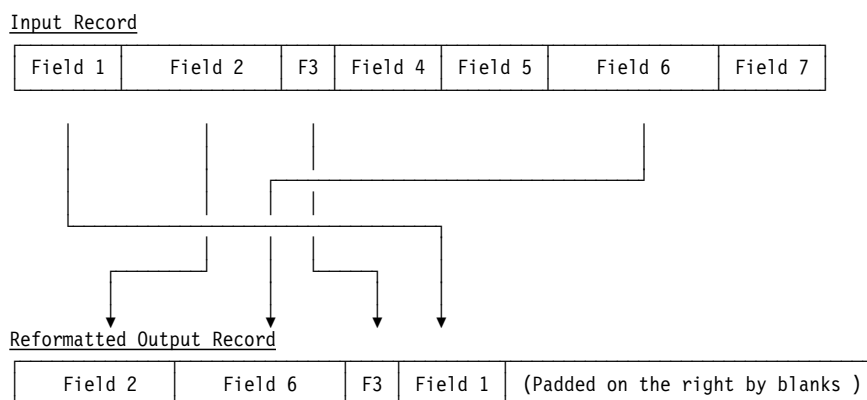 Input Record
Field 1 Field 2 F3 Field 4 Field 5 Field 6 Field 7
Reformatted Output Record
Field 2 Field 6 F3 Field 1 (Padded on the right by blanks )